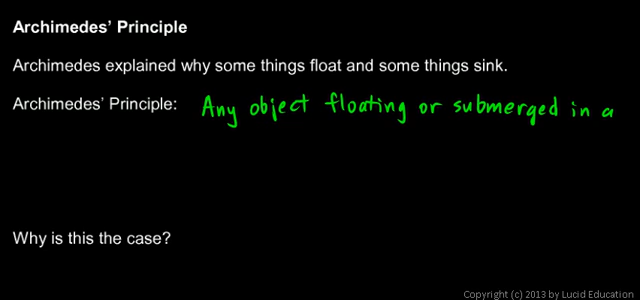 Archimedes’ Principle
Archimedes explained why some things float and some things sink.
Archimedes’ Principle: Any object floating or submerged in a
Why is this the case?
Copyright (c) 2013 by Lucid Education